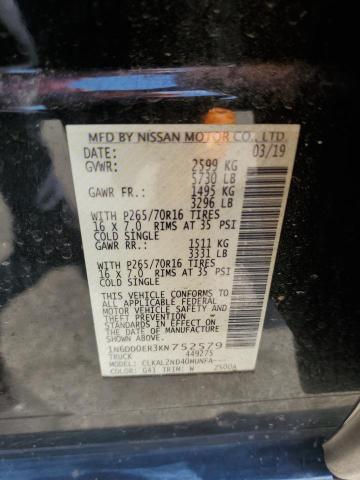 MFD BY NISSAN MOTOR CO., LTD.
DATE: 03/19
GVWR: 2599 KG
5730 LB
GAWR FR: 1495 KG
3296 LB
WITH P265/70R16 TIRES
16 x 7.0 RIMS AT 35 PSI
COLD SINGLE
GAWR RR: 1511 KG
3331 LB
WITH P265/70R16 TIRES
16 x 7.0 RIMS AT 35 PSI
COLD SINGLE
THIS VEHICLE CONFORMS TO
ALL APPLICABLE FEDERAL
MOTOR VEHICLE SAFETY
STANDARDS IN EFFECT ON THE
DATE OF MANUFACTURE
SHOWN ABOVE.
1N6DD0ER3KN752579
TRUCK 449275
MODEL: CLKALZND40MUNFA---
COLOR: G41 TRIM: W 2500A